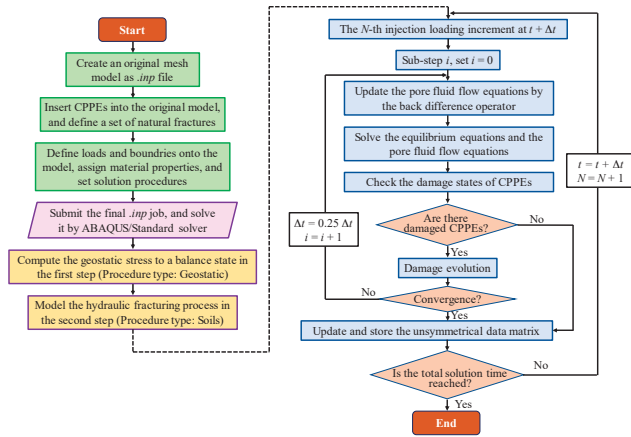 Start
Create an original mesh
model as .inp file
Insert CPPEs into the original model,
and define a set of natural fractures
Define loads and boundries onto the
model, assign material properties, and
set solution procedures
Submit the final .inp job, and solve
it by ABAQUS/Standard solver
Compute the geostatic stress to a balance state in
the first step (Procedure type: Geostatic)
Model the hydraulic fracturing process in
the second step (Procedure type: Soils)
The N-th injection loading increment at t + Δt
Sub-step i, set i = 0
Update the pore fluid flow equations by
the back difference operator
Solve the equilibrium equations and the
pore fluid flow equations
Check the damage states of CPPEs
Are there
damaged CPPEs?
No
Yes
Damage evolution
Convergence?
No
Δt = 0.25 Δt
i = i + 1
Yes
Update and store the unsymmetrical data matrix
Is the total solution time
reached?
No
t = t + Δt
N = N + 1
Yes
End